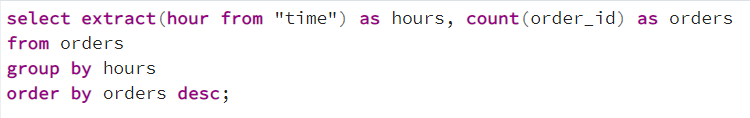 select extract(hour from "time") as hours, count(order_id) as orders
from orders
group by hours
order by orders desc;